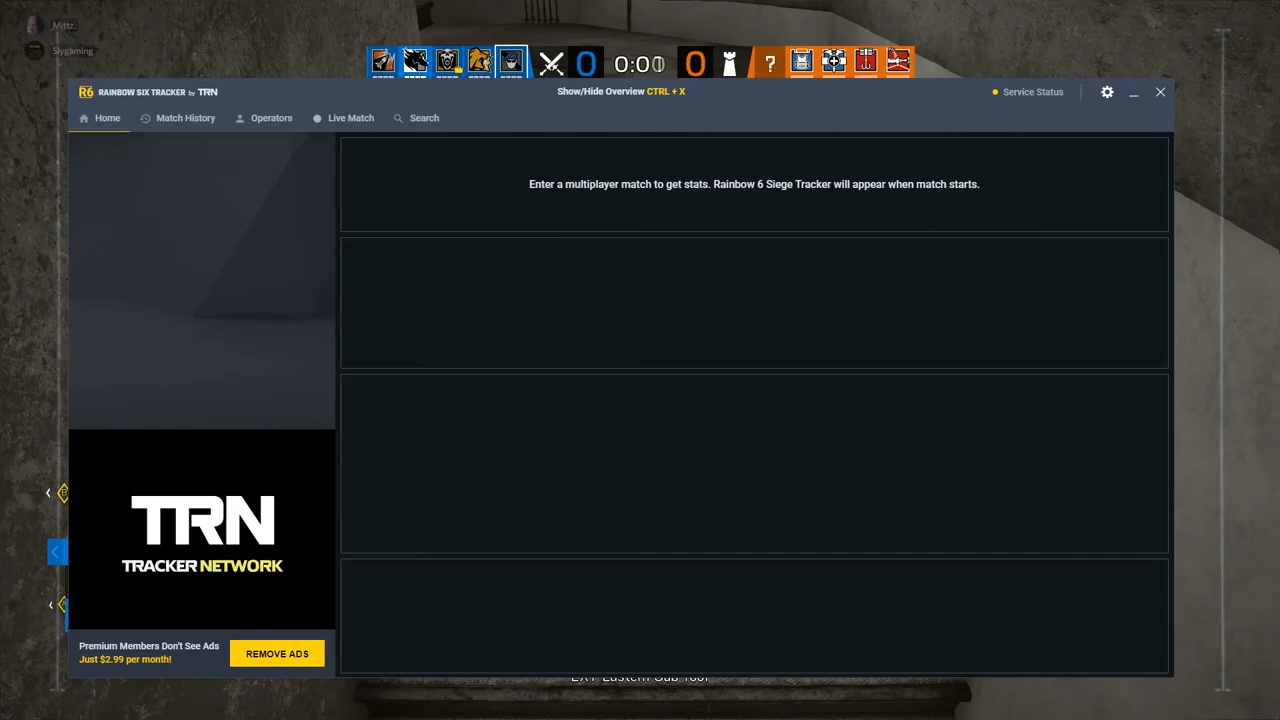 Mittz.
Slygaming
0 0:00 0 ?
R6 RAINBOW SIX TRACKER by TRN
Show/Hide Overview CTRL + X
Service Status
Home
Match History
Operators
Live Match
Search
Enter a multiplayer match to get stats. Rainbow 6 Siege Tracker will appear when match starts.
TRN
TRACKER NETWORK
Premium Members Don't See Ads
Just $2.99 per month!
REMOVE ADS